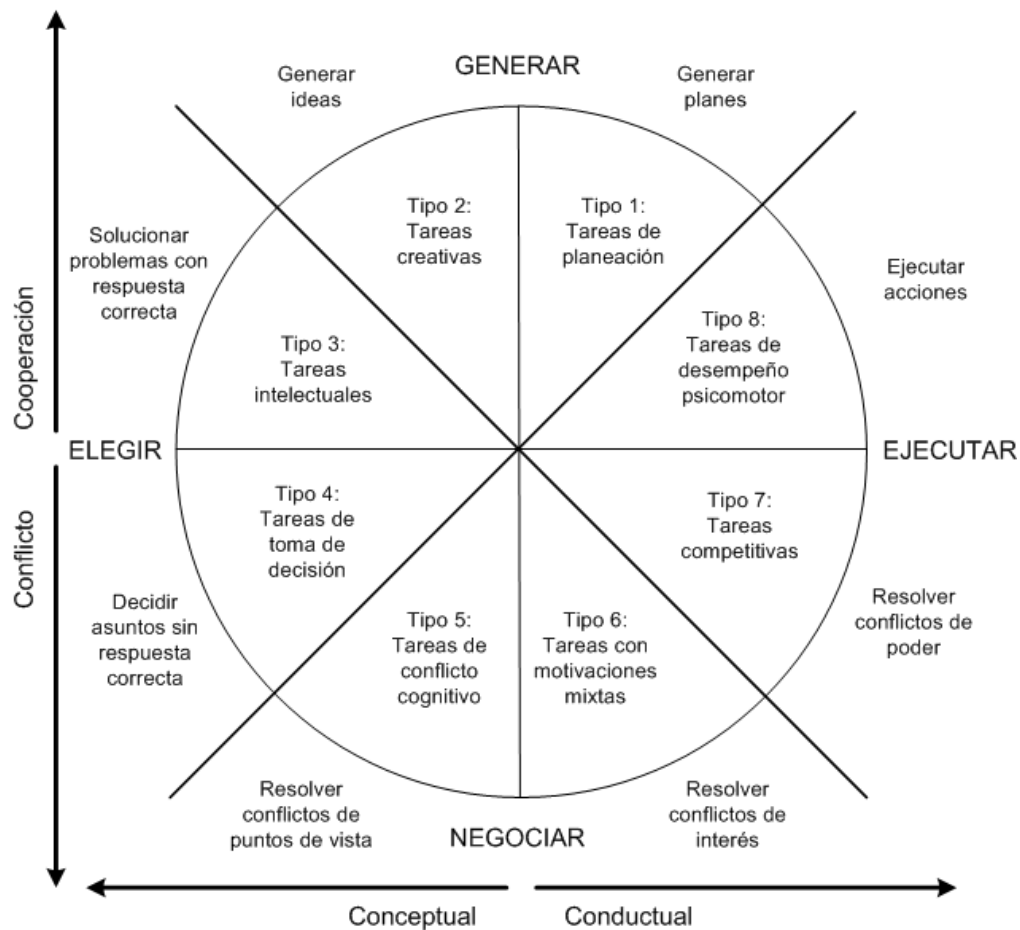 GENERAR
Generar
ideas
Generar
planes
Tipo 2:
Tareas
creativas
Tipo 1:
Tareas de
planeación
Solucionar
problemas con
respuesta
correcta
Ejecutar
acciones
Tipo 3:
Tareas
intelectuales
Tipo 8:
Tareas de
desempeño
psicomotor
Cooperación
ELEGIR
EJECUTAR
Conflicto
Tipo 4:
Tareas de
toma de
decisión
Tipo 7:
Tareas
competitivas
Decidir
asuntos sin
respuesta
correcta
Tipo 5:
Tareas de
conflicto
cognitivo
Tipo 6:
Tareas con
motivaciones
mixtas
Resolver
conflictos de
poder
Resolver
conflictos de
puntos de vista
NEGOCIAR
Resolver
conflictos de
interés
Conceptual
Conductual